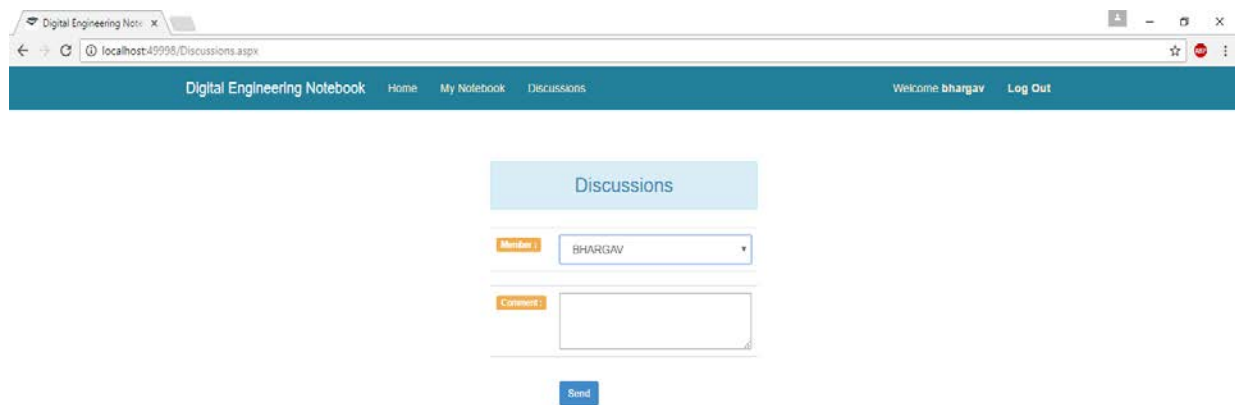 Digital Engineering Note
localhost:49998/Discussions.aspx
ABP
Digital Engineering Notebook Home My Notebook Discussions Welcome bhargav Log Out
Discussions
Member :
BHARGAV
Comment :
Send